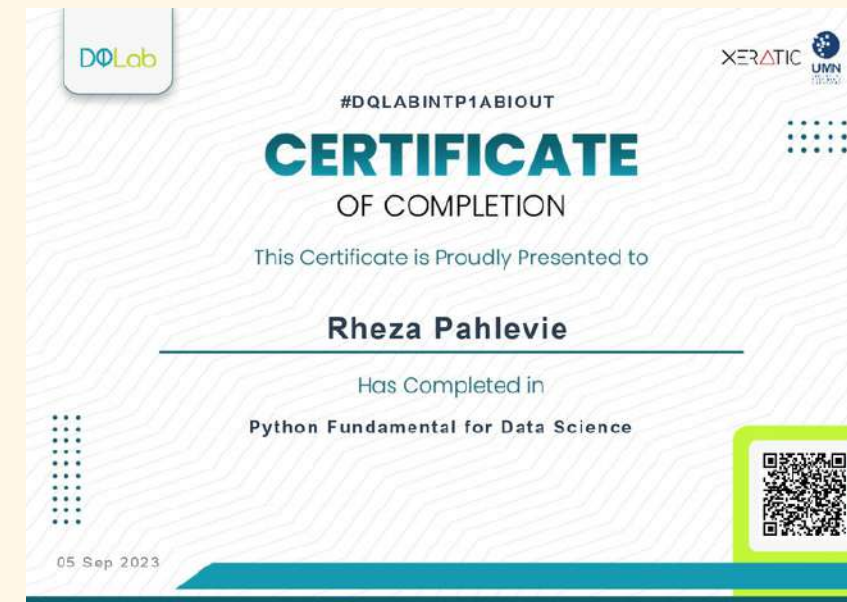 DQLab
XERATIC
UMN
#DQLABINTP1ABIOUT
CERTIFICATE
OF COMPLETION
This Certificate is Proudly Presented to
Rheza Pahlevie
Has Completed in
Python Fundamental for Data Science
05 Sep 2023